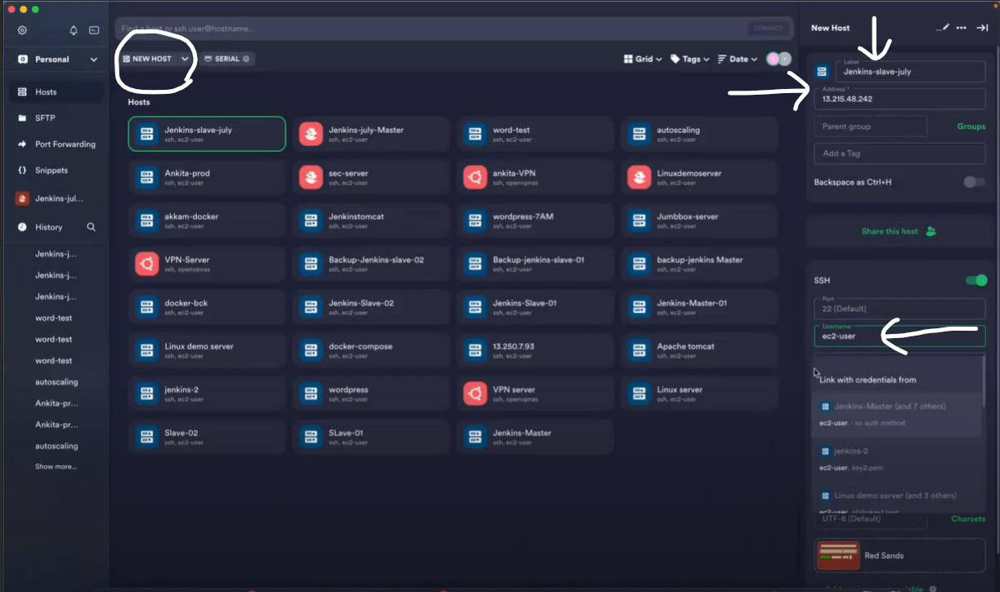 Find a host or ssh user@hostname...
CONNECT
NEW HOST
SERIAL
Grid
Tags
Date
Personal
Hosts
SFTP
Port Forwarding
Snippets
Jenkins-jul...
History
Jenkins-j...
Jenkins-j...
Jenkins-j...
word-test
word-test
word-test
autoscaling
Ankita-pr...
Ankita-pr...
autoscaling
Show more...
Hosts
Jenkins-slave-july
ssh, ec2-user
Jenkins-july-Master
ssh, ec2-user
word-test
ssh, ec2-user
autoscaling
ssh, ec2-user
Ankita-prod
ssh, ec2-user
sec-server
ssh, ec2-user
ankita-VPN
ssh, openvpnas
Linuxdemoserver
ssh, ec2-user
akkam-docker
ssh, ec2-user
Jenkinstomcat
ssh, ec2-user
wordpress-7AM
ssh, ec2-user
Jumbbox-server
ssh, ec2-user
VPN-Server
ssh, openvpnas
Backup-Jenkins-slave-02
ssh, ec2-user
Backup-jenkins-slave-01
ssh, ec2-user
backup-jenkins Master
ssh, ec2-user
docker-bck
ssh, ec2-user
Jenkins-Slave-02
ssh, ec2-user
Jenkins-Slave-01
ssh, ec2-user
Jenkins-Master-01
ssh, ec2-user
Linux demo server
ssh, ec2-user
docker-compose
ssh, ec2-user
13.250.7.93
ssh, ec2-user
Apache tomcat
ssh, ec2-user
jenkins-2
ssh, ec2-user
wordpress
ssh, ec2-user
VPN server
ssh, openvpnas
Linux server
ssh, ec2-user
Slave-02
ssh, ec2-user
SLave-01
ssh, ec2-user
Jenkins-Master
ssh, ec2-user
New Host
Label
Jenkins-slave-july
Address *
13.215.48.242
Parent group
Groups
Add a Tag
Backspace as Ctrl+H
Share this host
SSH
Port
22 (Default)
Username
ec2-user
Link with credentials from
Jenkins-Master (and 7 others)
ec2-user - no auth method
jenkins-2
ec2-user, key2.pem
Linux demo server (and 3 others)
UTF-8 (Default)
Charsets
Red Sands